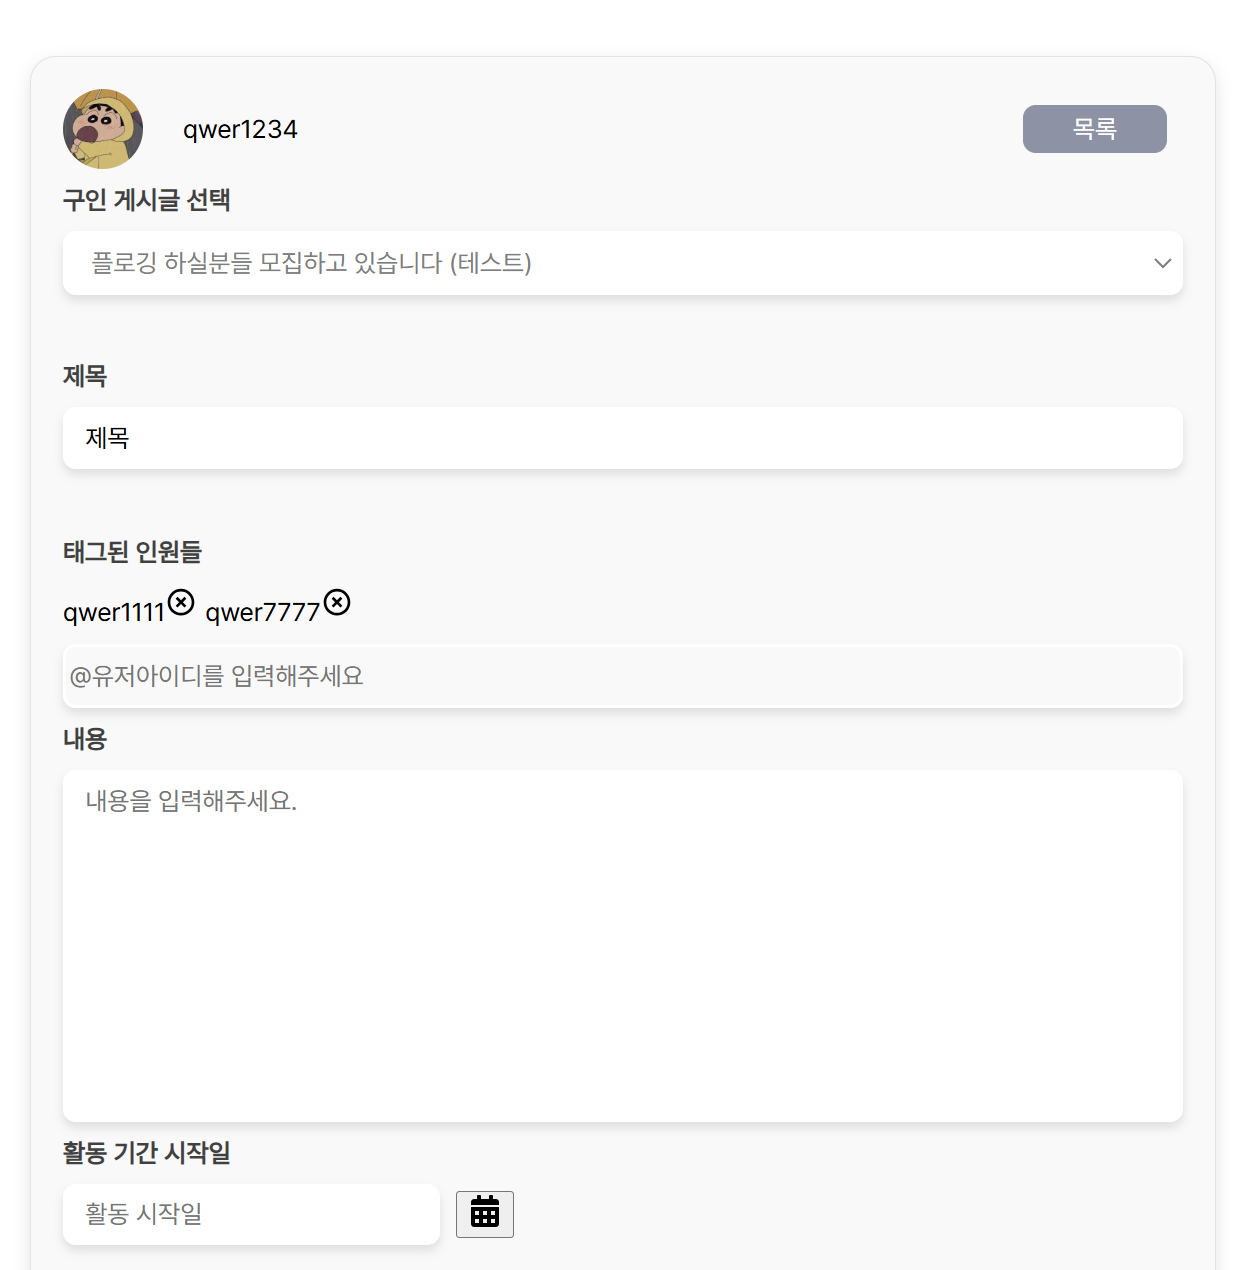 qwer1234
목록
구인 게시글 선택
플로깅 하실분들 모집하고 있습니다 (테스트)
제목
제목
태그된 인원들
qwer1111 qwer7777
@유저아이디를 입력해주세요
내용
내용을 입력해주세요.
활동 기간 시작일
활동 시작일